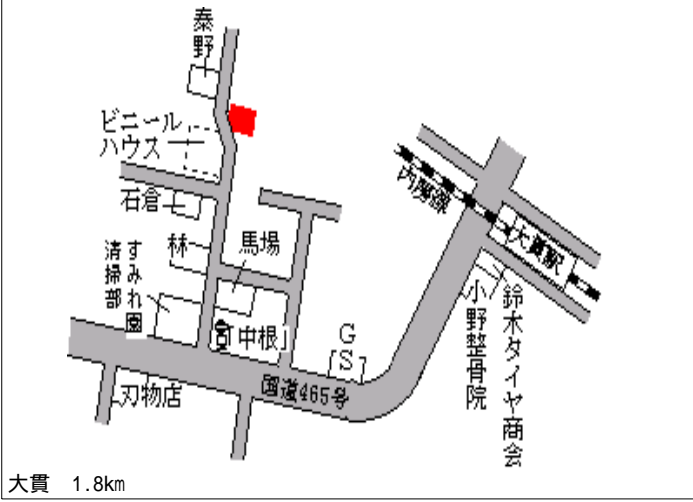 秦野
ビニール
ハウス
石倉
林
馬場
すみれ園
清掃部
「中根」
GS
刃物店
国道465号
内房線
大貫駅
小野整骨院
鈴木タイヤ商会
大貫 1.8km